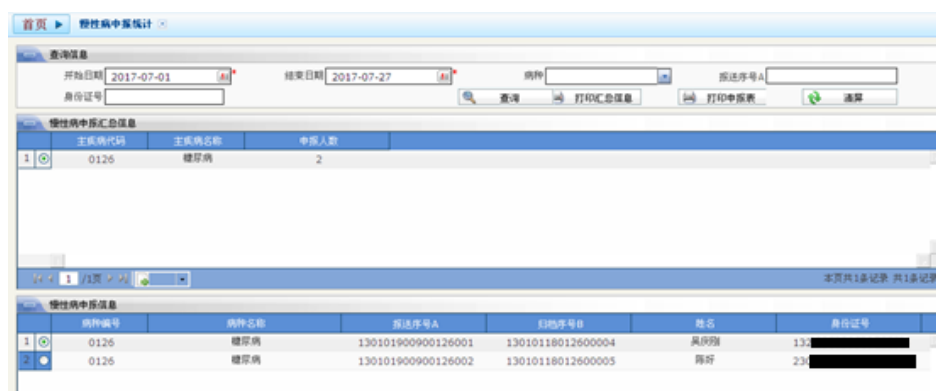 首页 慢性病申报统计
查询信息
开始日期 2017-07-01 * 结束日期 2017-07-27 * 病种 报送序号A
身份证号 查询 打印汇总信息 打印申报表 清屏
慢性病申报汇总信息
主疾病代码 主疾病名称 申报人数
1 0126 糖尿病 2
1 /1页 本页共1条记录 共1条记录
慢性病申报信息
病种编号 病种名称 报送序号A 归档序号B 姓名 身份证号
1 0126 糖尿病 130101900900126001 13010118012600004 吴庆刚 132
2 0126 糖尿病 130101900900126002 13010118012600005 陈好 230